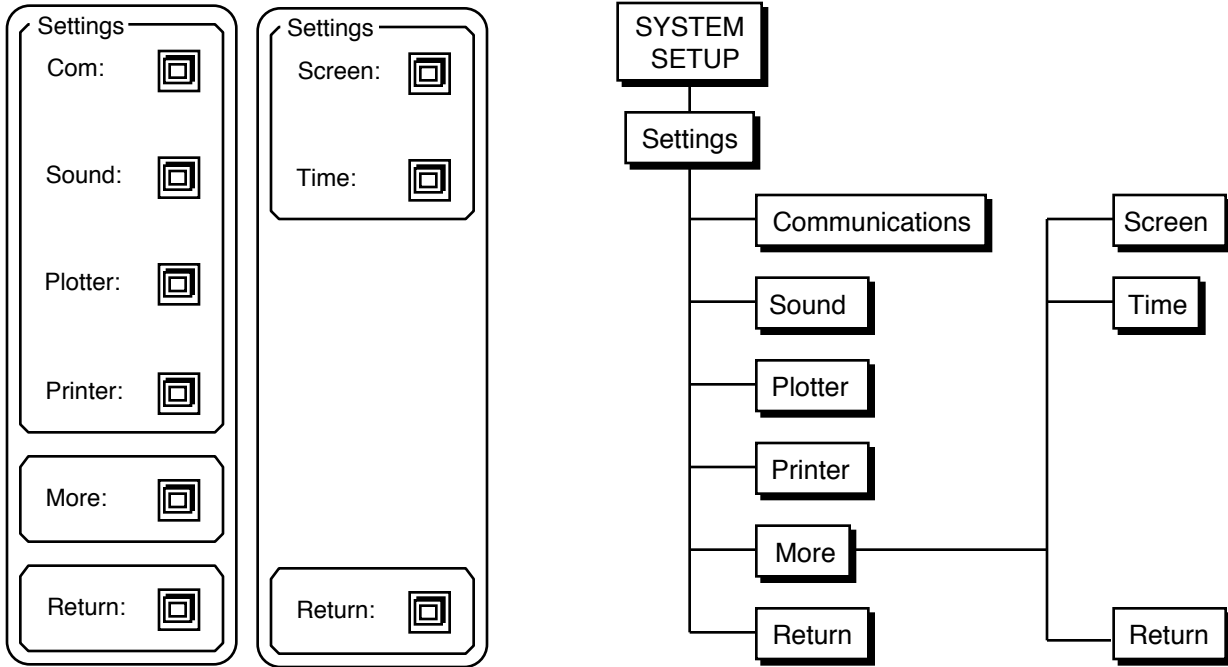 Settings
Com:
Sound:
Plotter:
Printer:
More:
Return:
Settings
Screen:
Time:
Return:
SYSTEM
SETUP
Settings
Communications
Sound
Plotter
Printer
More
Return
Screen
Time
Return